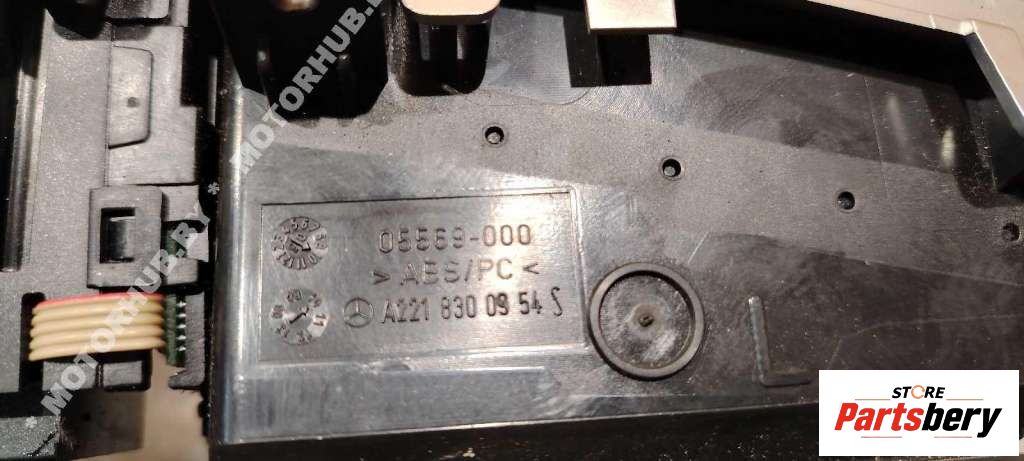 05569-000
>ABS/PC<
A221 830 09 54 S
L
* MOTORHUB.BY * MOTORHUB.BY *
STORE
Partsbery